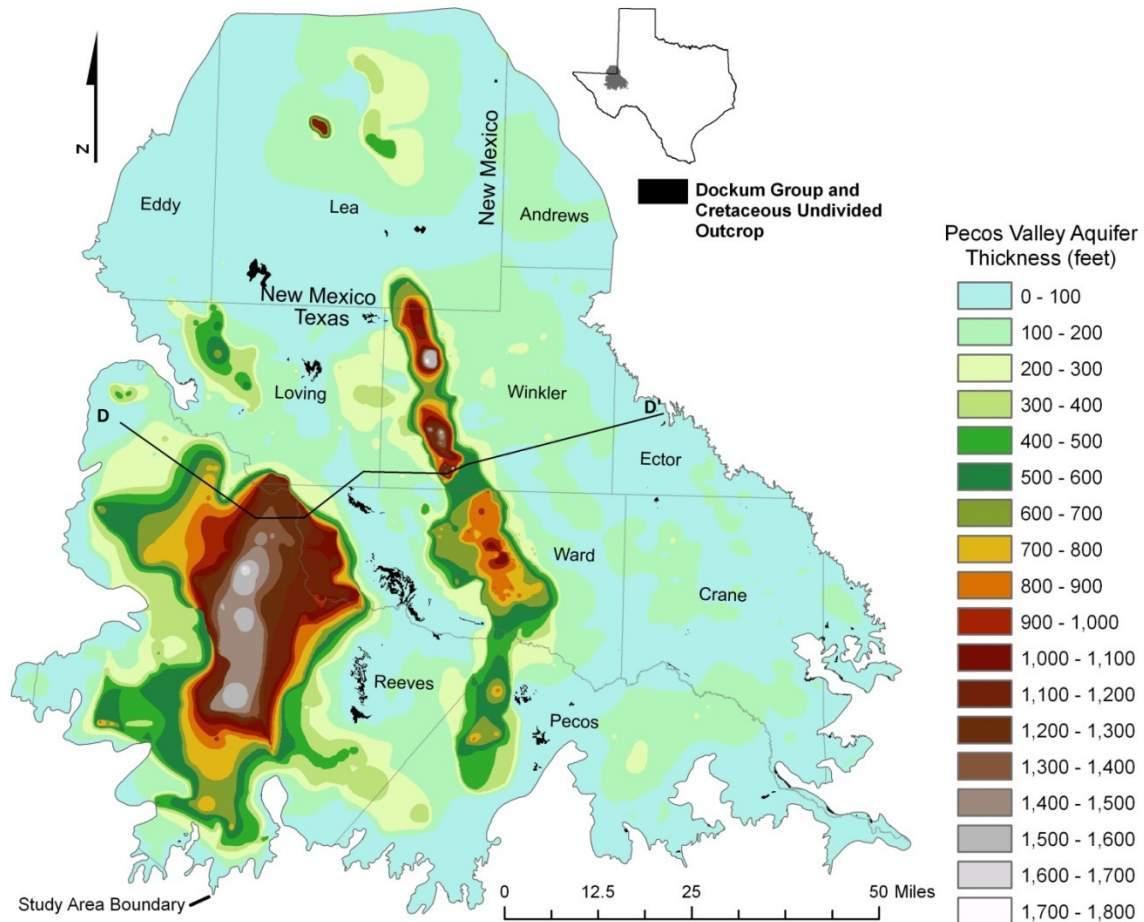 N
Eddy
Lea
New Mexico
Andrews
Dockum Group and
Cretaceous Undivided
Outcrop
New Mexico
Texas
Loving
Winkler
D
D'
Ector
Ward
Crane
Reeves
Pecos
Study Area Boundary
0 12.5 25 50 Miles
Pecos Valley Aquifer
Thickness (feet)
0 - 100
100 - 200
200 - 300
300 - 400
400 - 500
500 - 600
600 - 700
700 - 800
800 - 900
900 - 1,000
1,000 - 1,100
1,100 - 1,200
1,200 - 1,300
1,300 - 1,400
1,400 - 1,500
1,500 - 1,600
1,600 - 1,700
1,700 - 1,800